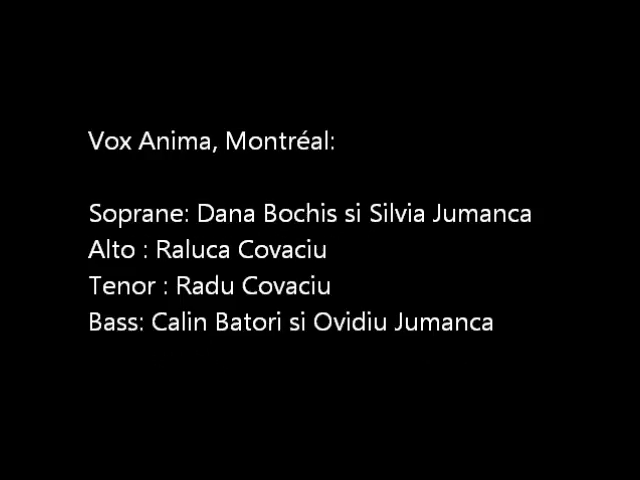 Vox Anima, Montréal:
Soprane: Dana Bochis si Silvia Jumanca
Alto : Raluca Covaciu
Tenor : Radu Covaciu
Bass: Calin Batori si Ovidiu Jumanca